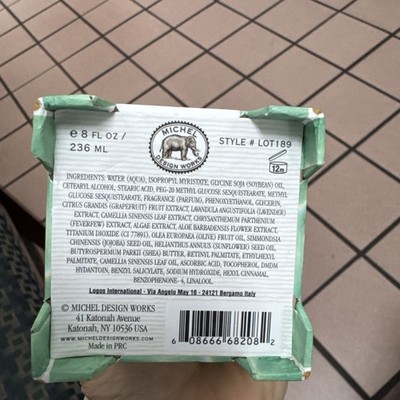 e 8 FL OZ/
236 ML
MICHEL
DESIGN WORKS
STYLE # LOT189
12M
INGREDIENTS: WATER (AQUA), ISOPROPYL MYRISTATE, GLYCINE SOJA (SOYBEAN) OIL,
CETEARYL ALCOHOL, STEARIC ACID, PEG-20 METHYL GLUCOSE SESQUISTEARATE, METHYL
GLUCOSE SESQUISTEARATE, FRAGRANCE (PARFUM), PHENOXYETHANOL, GLYCERIN,
CITRUS GRANDIS (GRAPEFRUIT) FRUIT EXTRACT, LAVANDULA ANGUSTIFOLIA (LAVENDER)
EXTRACT, CAMELLIA SINENSIS LEAF EXTRACT, CHRYSANTHEMUM PARTHENIUM
(FEVERFEW) EXTRACT, ALGAE EXTRACT, ALOE BARBADENSIS FLOWER EXTRACT,
TITANIUM DIOXIDE (CI 77891), OLEA EUROPAEA (OLIVE) FRUIT OIL, SIMMONDSIA
CHINENSIS (JOJOBA) SEED OIL, HELIANTHUS ANNUUS (SUNFLOWER) SEED OIL,
BUTYROSPERMUM PARKII (SHEA) BUTTER, RETINYL PALMITATE, ETHYLHEXYL
PALMITATE, CAMELLIA SINENSIS LEAF OIL, ASCORBIC ACID, TOCOPHEROL, DMDM
HYDANTOIN, BENZYL SALICYLATE, SODIUM HYDROXIDE, HEXYL CINNAMAL,
BENZOPHENONE-4, LINALOOL.
Logos International - Via Angelo May 18 - 24121 Bergamo Italy
© MICHEL DESIGN WORKS
41 Katonah Avenue
Katonah, NY 10536 USA
WWW.MICHELDESIGNWORKS.COM
Made in PRC
6 08666 68208 2